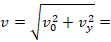 v = √(v₀² + v_y²) =